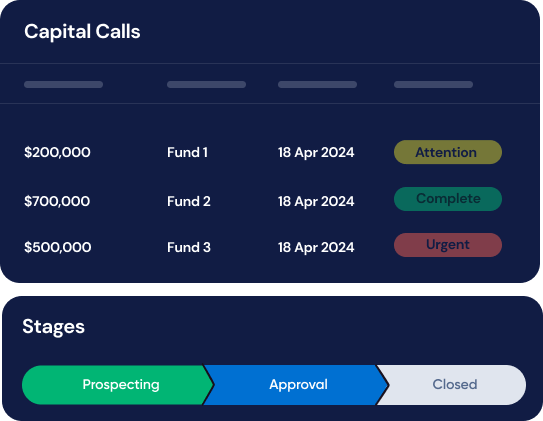 Capital Calls
$200,000 Fund 1 18 Apr 2024 Attention
$700,000 Fund 2 18 Apr 2024 Complete
$500,000 Fund 3 18 Apr 2024 Urgent
Stages
Prospecting Approval Closed